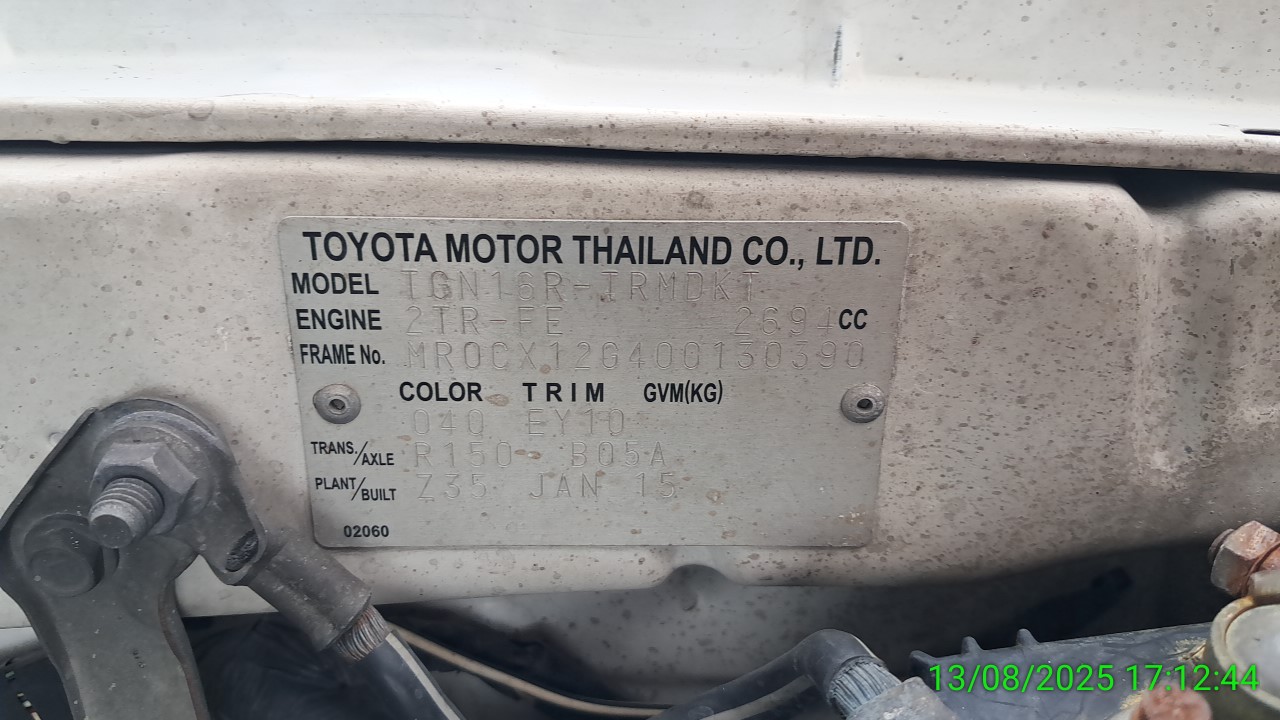 TOYOTA MOTOR THAILAND CO., LTD.
MODEL TGN16R-TRMDKT
ENGINE 2TR-FE 2694 CC
FRAME No. MR0CX12G400130390
COLOR TRIM GVM(KG)
040 EY10
TRANS./AXLE R150- B05A
PLANT/BUILT Z35 JAN 15
02060
13/08/2025 17:12:44